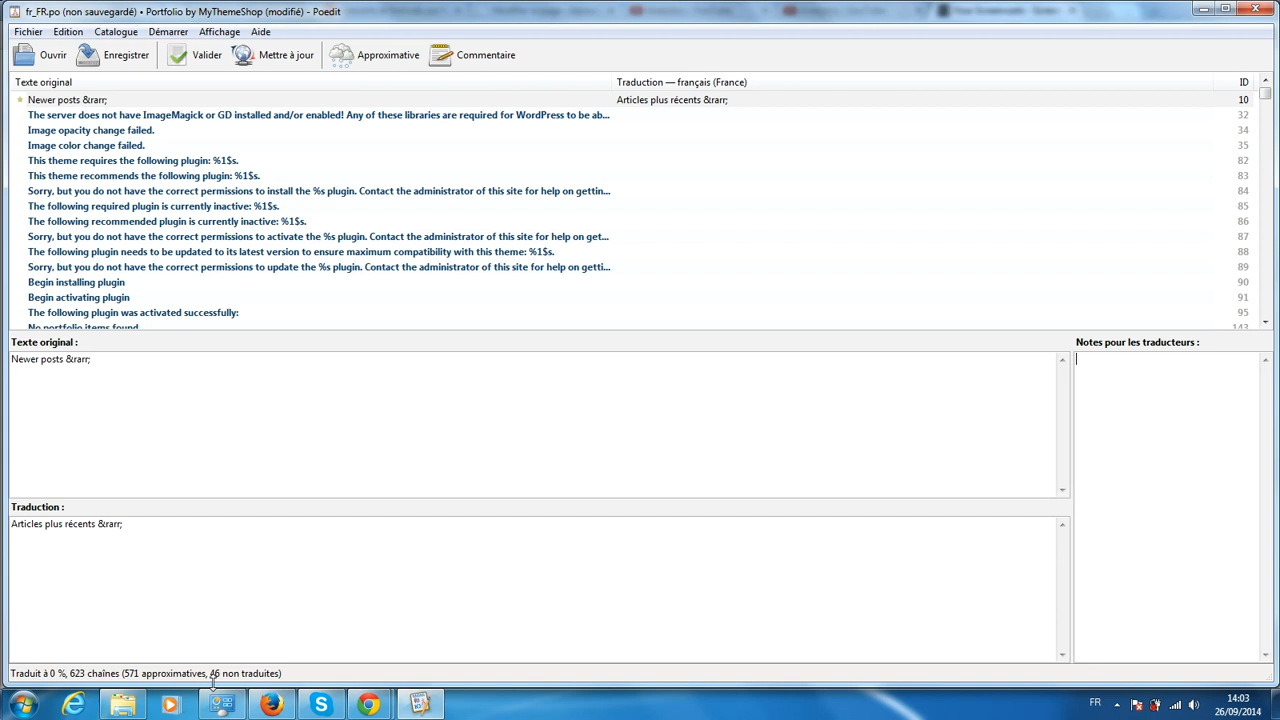 fr_FR.po (non sauvegardé) • Portfolio by MyThemeShop (modifié) - Poedit
Fichier Edition Catalogue Démarrer Affichage Aide
Ouvrir Enregistrer Valider Mettre à jour Approximative Commentaire
Texte original Traduction — français (France) ID
Newer posts &rarr; Articles plus récents &rarr; 10
The server does not have ImageMagick or GD installed and/or enabled! Any of these libraries are required for WordPress to be ab... 32
Image opacity change failed. 34
Image color change failed. 35
This theme requires the following plugin: %1$s. 82
This theme recommends the following plugin: %1$s. 83
Sorry, but you do not have the correct permissions to install the %s plugin. Contact the administrator of this site for help on gettin... 84
The following required plugin is currently inactive: %1$s. 85
The following recommended plugin is currently inactive: %1$s. 86
Sorry, but you do not have the correct permissions to activate the %s plugin. Contact the administrator of this site for help on get... 87
The following plugin needs to be updated to its latest version to ensure maximum compatibility with this theme: %1$s. 88
Sorry, but you do not have the correct permissions to update the %s plugin. Contact the administrator of this site for help on getti... 89
Begin installing plugin 90
Begin activating plugin 91
The following plugin was activated successfully: 95
No portfolio items found 143
Texte original : Notes pour les traducteurs :
Newer posts &rarr;
Traduction :
Articles plus récents &rarr;
Traduit à 0 %, 623 chaînes (571 approximatives, 46 non traduites)
FR 14:03
26/09/2014